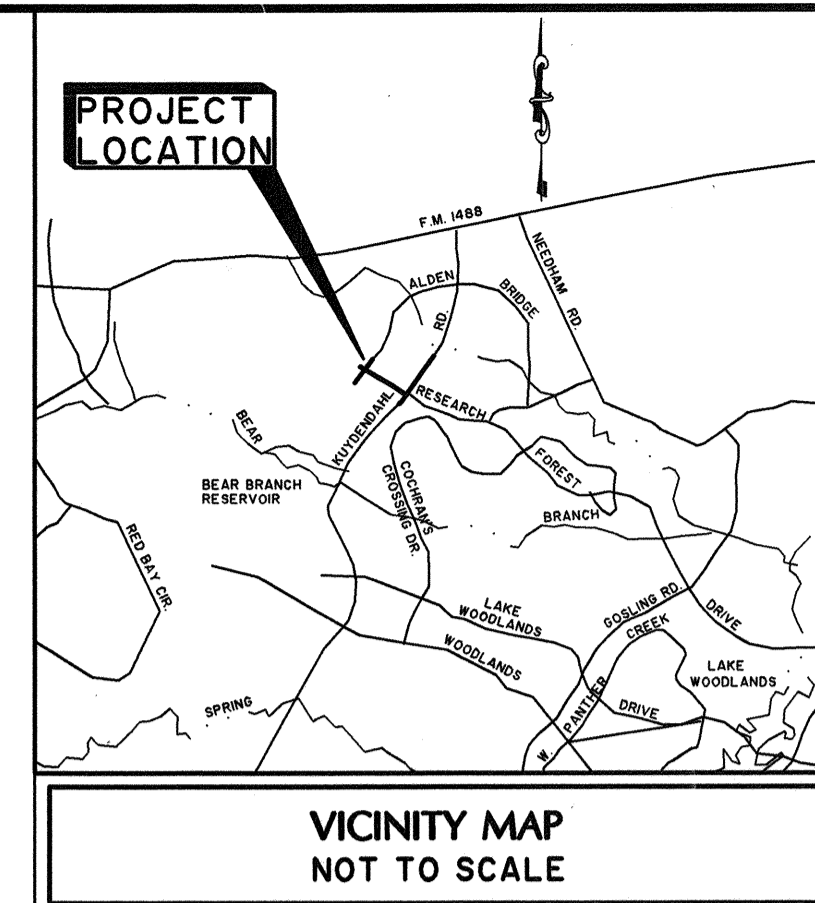 PROJECT
LOCATION
F.M. 1488
NEEDHAM RD.
ALDEN
BRIDGE
RD.
KUYDENDAHL
RESEARCH
BEAR
BEAR BRANCH
RESERVOIR
COCHRAN'S
CROSSING DR.
FOREST
BRANCH
RED BAY CIR.
LAKE
WOODLANDS
WOODLANDS
GOSLING RD.
CREEK
DRIVE
LAKE
WOODLANDS
SPRING
W. PANTHER
DRIVE
VICINITY MAP
NOT TO SCALE